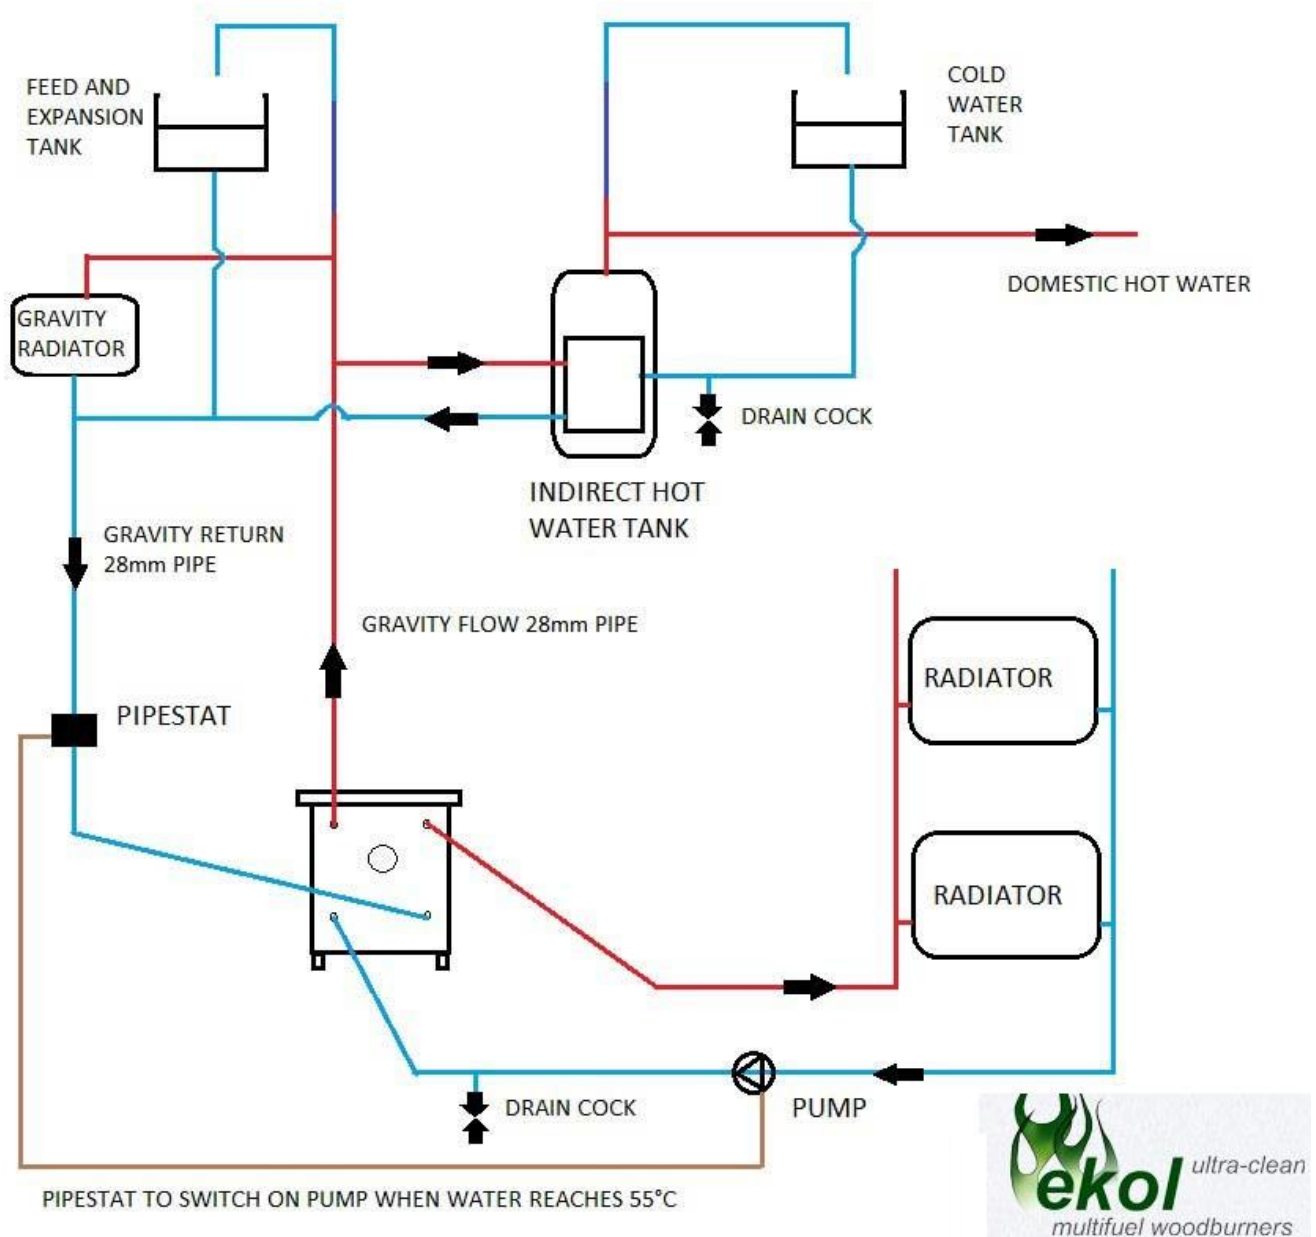 FEED AND
EXPANSION
TANK
COLD
WATER
TANK
DOMESTIC HOT WATER
GRAVITY
RADIATOR
DRAIN COCK
INDIRECT HOT
WATER TANK
GRAVITY RETURN
28mm PIPE
GRAVITY FLOW 28mm PIPE
RADIATOR
PIPESTAT
RADIATOR
DRAIN COCK
PUMP
PIPESTAT TO SWITCH ON PUMP WHEN WATER REACHES 55°C
ekol ultra-clean
multifuel woodburners